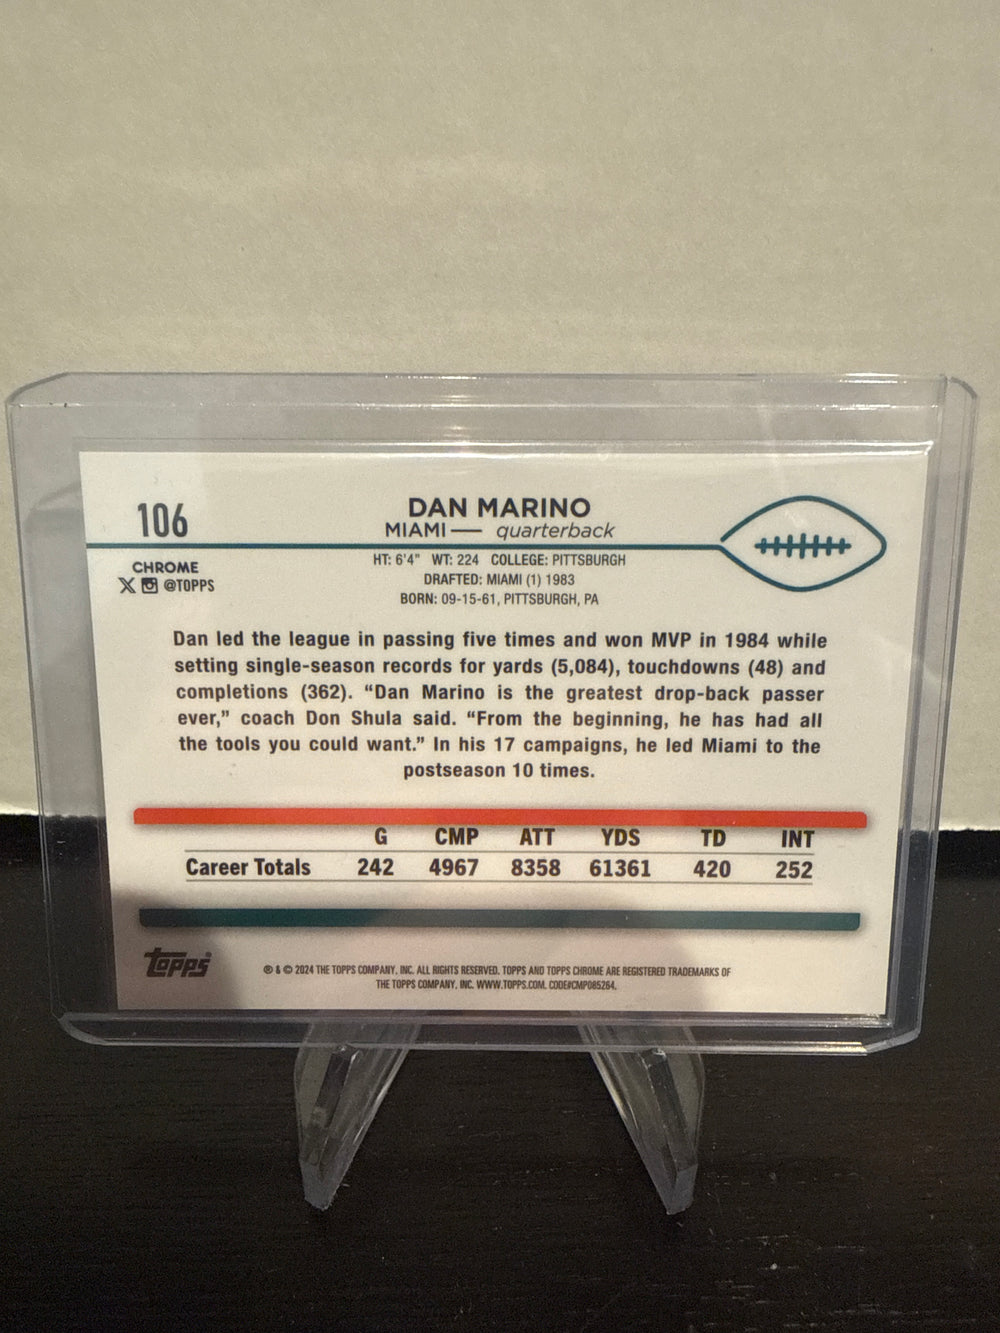 106
DAN MARINO
MIAMI — quarterback
CHROME
X @TOPPS
HT: 6'4" WT: 224 COLLEGE: PITTSBURGH
DRAFTED: MIAMI (1) 1983
BORN: 09-15-61, PITTSBURGH, PA
Dan led the league in passing five times and won MVP in 1984 while
setting single-season records for yards (5,084), touchdowns (48) and
completions (362). “Dan Marino is the greatest drop-back passer
ever,” coach Don Shula said. “From the beginning, he has had all
the tools you could want.” In his 17 campaigns, he led Miami to the
postseason 10 times.
G CMP ATT YDS TD INT
Career Totals 242 4967 8358 61361 420 252
Topps®
® & © 2024 THE TOPPS COMPANY, INC. ALL RIGHTS RESERVED. TOPPS AND TOPPS CHROME ARE REGISTERED TRADEMARKS OF
THE TOPPS COMPANY, INC. WWW.TOPPS.COM. CODE#CMP085264.